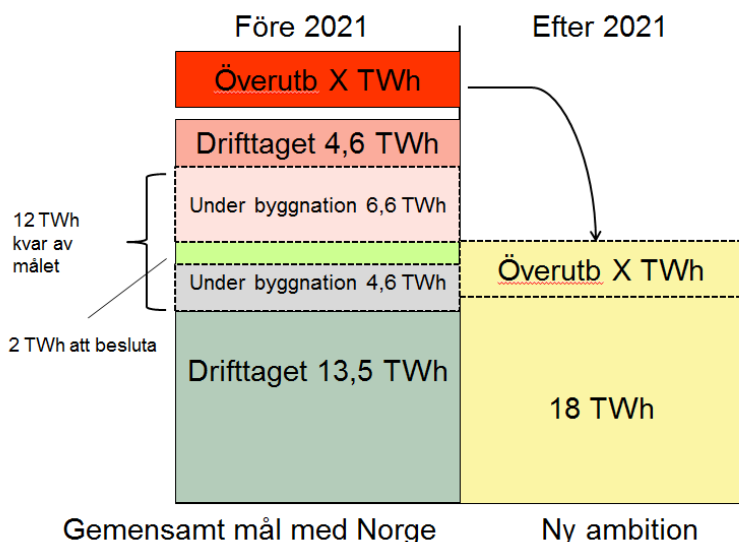 Före 2021
Efter 2021
Överutb X TWh
Drifttaget 4,6 TWh
Under byggnation 6,6 TWh
12 TWh
kvar av
målet
Under byggnation 4,6 TWh
Överutb X TWh
2 TWh att besluta
Drifttaget 13,5 TWh
18 TWh
Gemensamt mål med Norge
Ny ambition